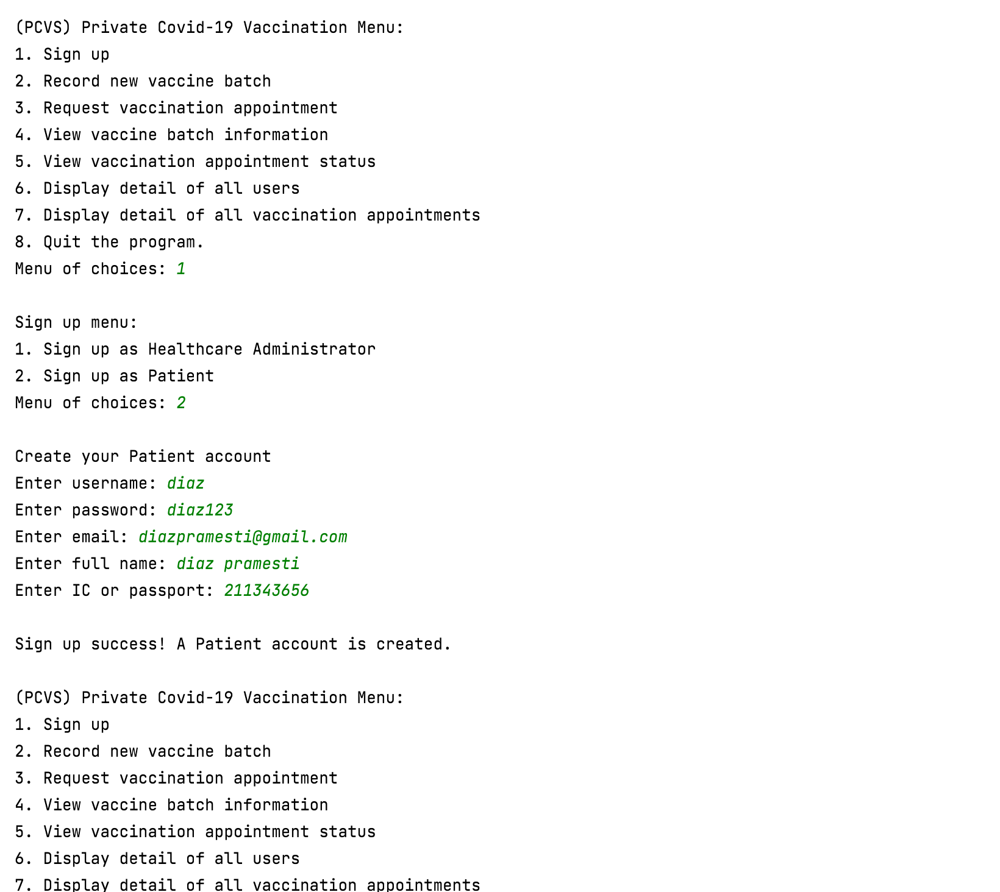 (PCVS) Private Covid-19 Vaccination Menu:
1. Sign up
2. Record new vaccine batch
3. Request vaccination appointment
4. View vaccine batch information
5. View vaccination appointment status
6. Display detail of all users
7. Display detail of all vaccination appointments
8. Quit the program.
Menu of choices: 1
Sign up menu:
1. Sign up as Healthcare Administrator
2. Sign up as Patient
Menu of choices: 2
Create your Patient account
Enter username: diaz
Enter password: diaz123
Enter email: diazpramesti@gmail.com
Enter full name: diaz pramesti
Enter IC or passport: 211343656
Sign up success! A Patient account is created.
(PCVS) Private Covid-19 Vaccination Menu:
1. Sign up
2. Record new vaccine batch
3. Request vaccination appointment
4. View vaccine batch information
5. View vaccination appointment status
6. Display detail of all users
7. Display detail of all vaccination appointments